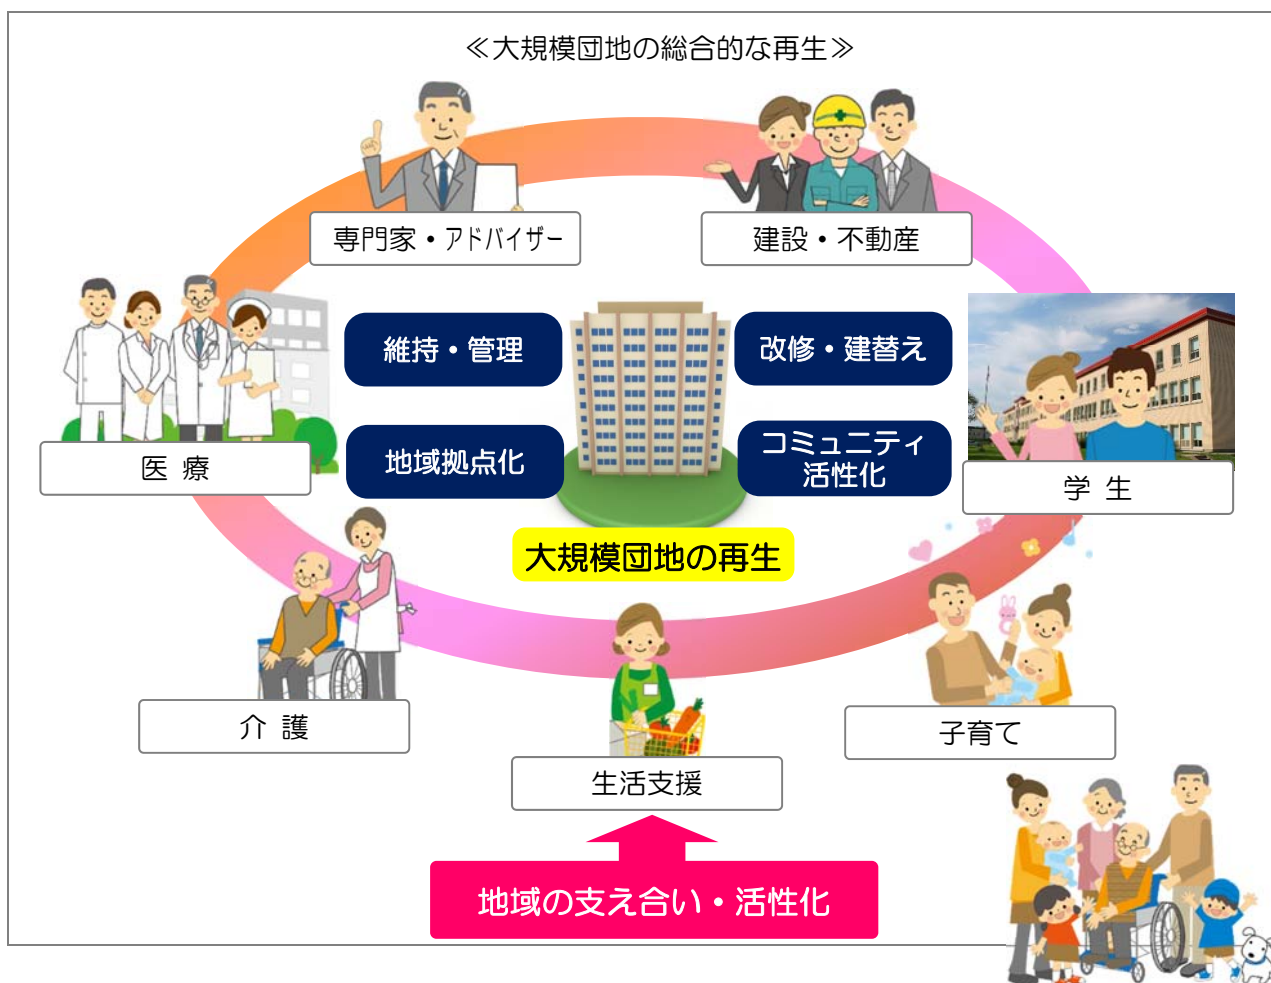 ≪大規模団地の総合的な再生≫
専門家・アドバイザー
建設・不動産
維持・管理
改修・建替え
地域拠点化
コミュニティ
活性化
医 療
学 生
大規模団地の再生
介 護
子育て
生活支援
地域の支え合い・活性化